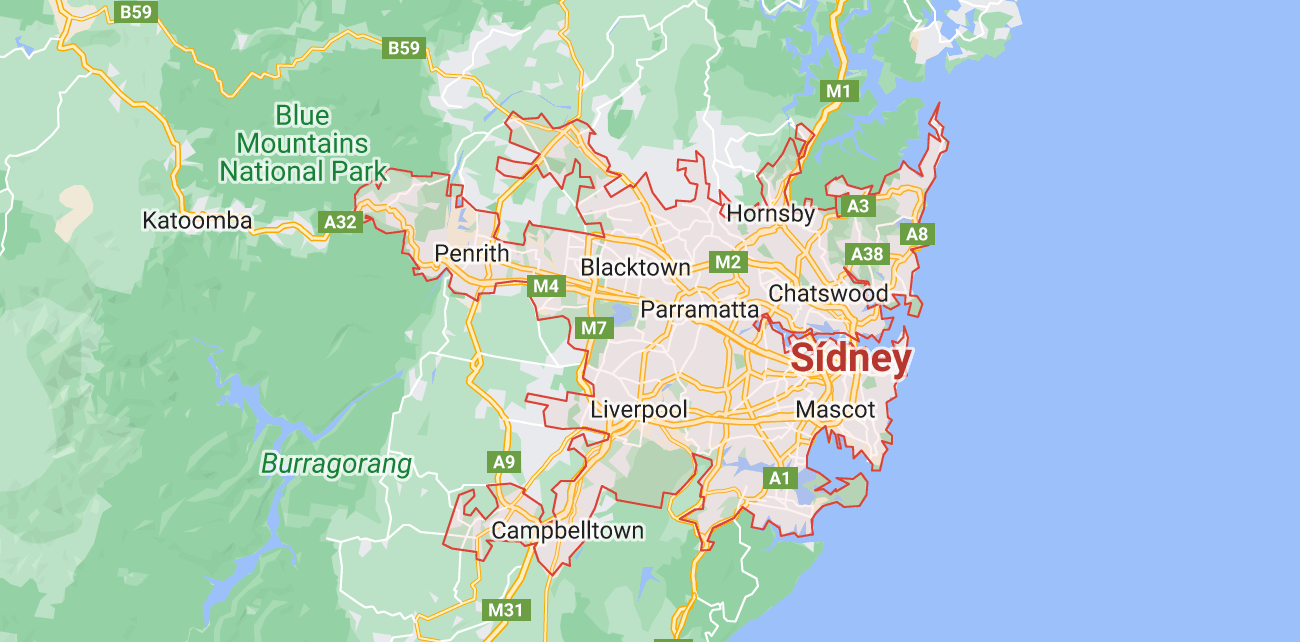 B59
B59
M1
Blue
Mountains
National Park
Katoomba
A32
Hornsby
A3
A8
A38
Penrith
Blacktown
M2
M4
Chatswood
Parramatta
M7
Sídney
Liverpool
Mascot
Burragorang
A9
A1
Campbelltown
M31